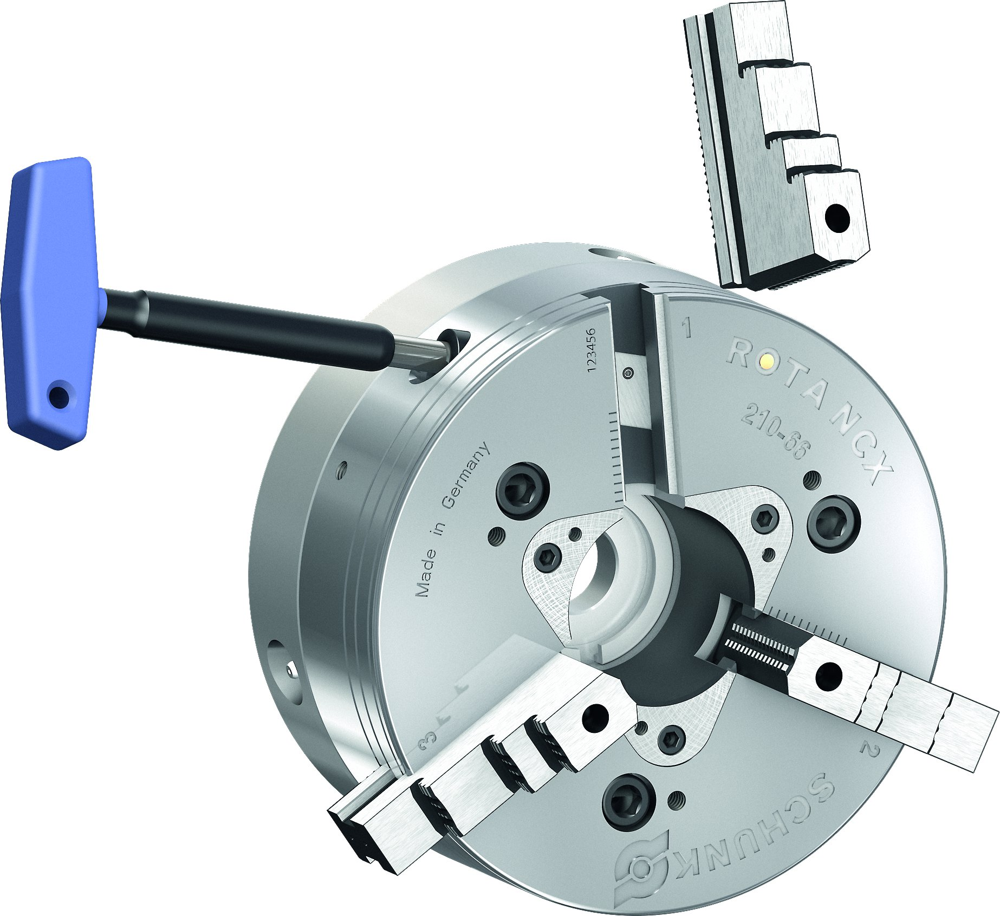 1
ROTA NCX
210-66
123456
Made in Germany
2
3
SCHUNK